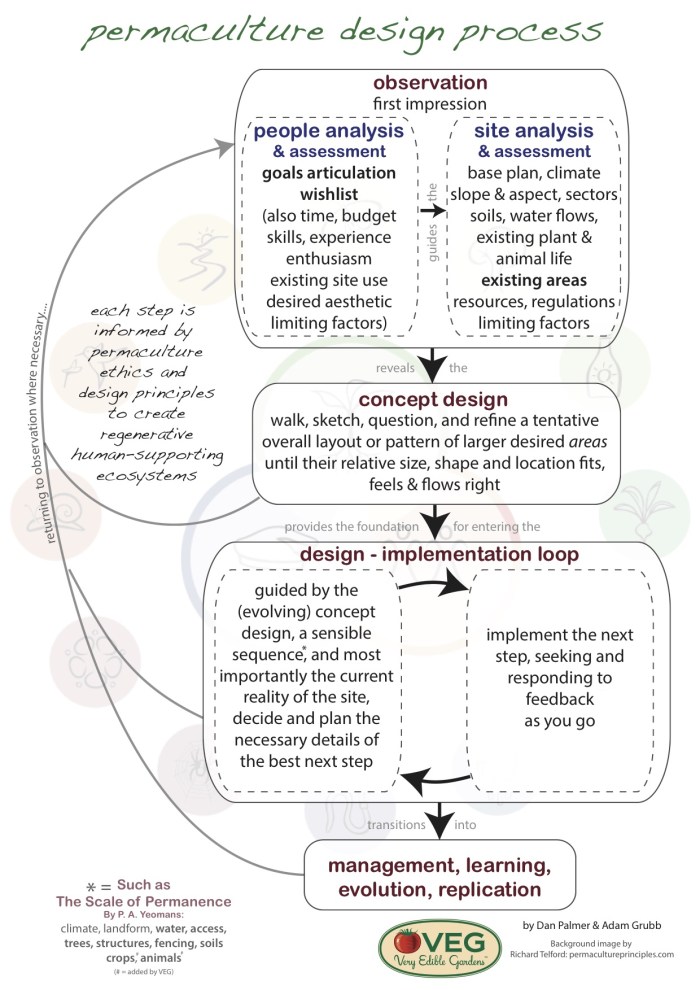 permaculture design process
observation
first impression
people analysis
& assessment
goals articulation
wishlist
(also time, budget
skills, experience
enthusiasm
existing site use
desired aesthetic
limiting factors)
guides the
site analysis
& assessment
base plan, climate
slope & aspect, sectors
soils, water flows,
existing plant &
animal life
existing areas
resources, regulations
limiting factors
each step is
informed by
permaculture
ethics and
design principles
to create
regenerative
human-supporting
ecosystems
returning to observation where necessary....
reveals the
concept design
walk, sketch, question, and refine a tentative
overall layout or pattern of larger desired areas
until their relative size, shape and location fits,
feels & flows right
provides the foundation for entering the
design - implementation loop
guided by the
(evolving) concept
design, a sensible
sequence*, and most
importantly the current
reality of the site,
decide and plan the
necessary details of
the best next step
implement the next
step, seeking and
responding to
feedback
as you go
transitions into
management, learning,
evolution, replication
* = Such as
The Scale of Permanence
By P. A. Yeomans:
climate, landform, water, access,
trees, structures, fencing, soils
crops,# animals#
(# = added by VEG)
VEG
Very Edible Gardens™
by Dan Palmer & Adam Grubb
Background image by
Richard Telford: permacultureprinciples.com